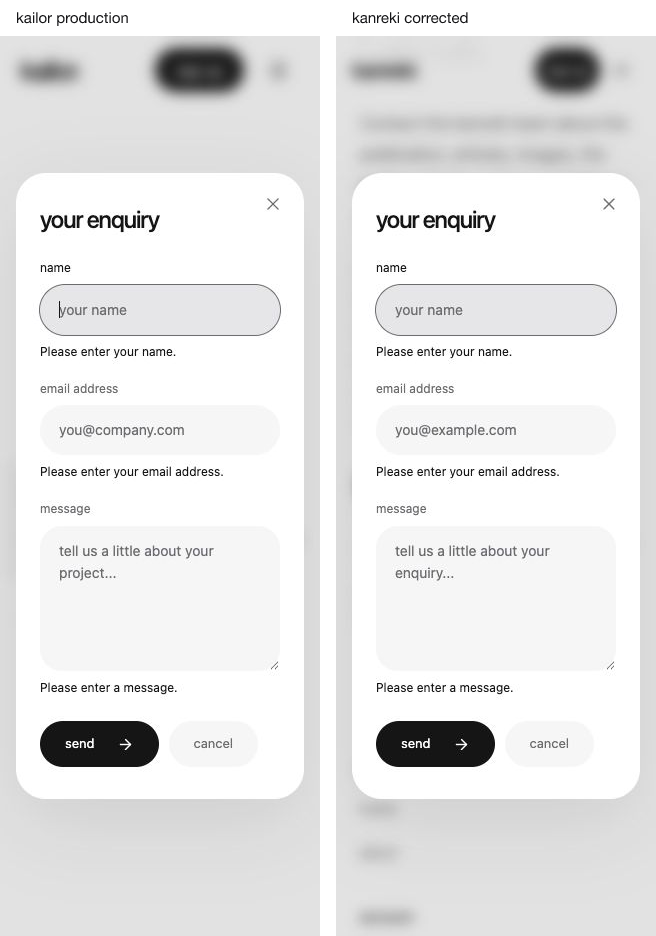 kailor production
your enquiry
name
your name
Please enter your name.
email address
you@company.com
Please enter your email address.
message
tell us a little about your
project...
Please enter a message.
send
cancel
kanreki corrected
your enquiry
name
your name
Please enter your name.
email address
you@example.com
Please enter your email address.
message
tell us a little about your
enquiry...
Please enter a message.
send
cancel